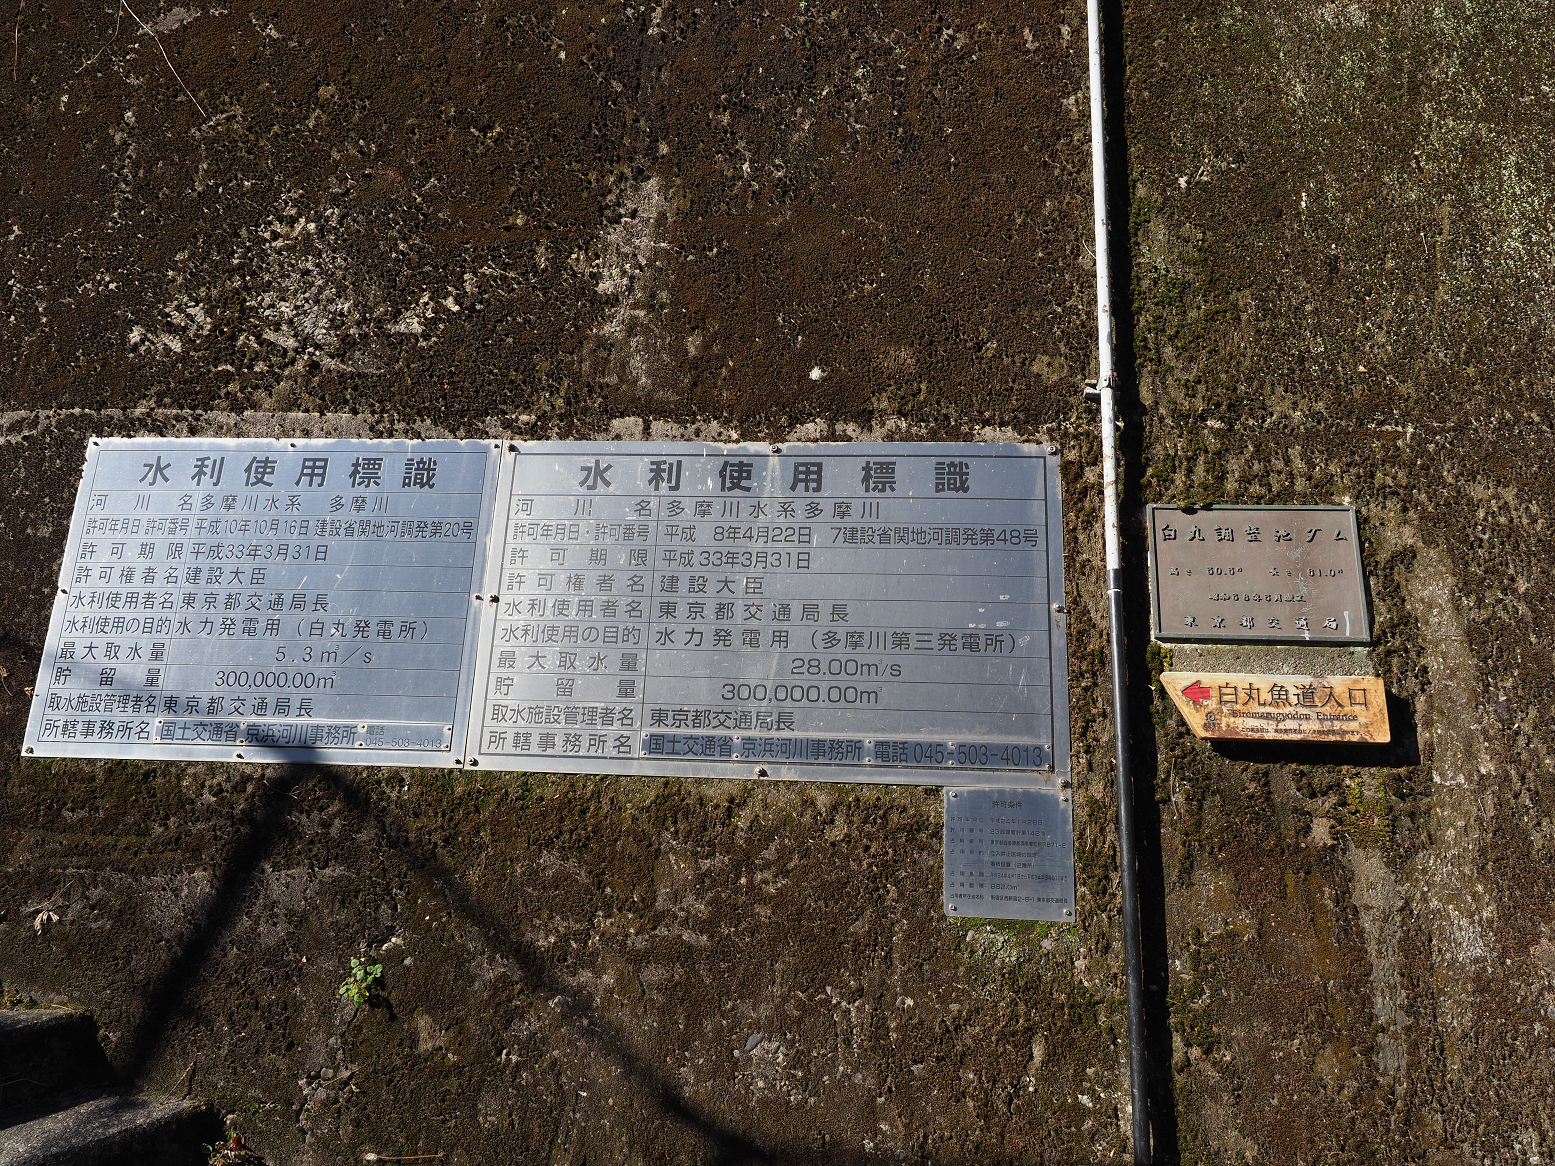 水利使用標識
河川名 多摩川水系 多摩川
許可年月日 許可番号 平成10年10月16日 建設省関地河調発第20号
許可期限 平成33年3月31日
許可権者名 建設大臣
水利使用者名 東京都交通局長
水利使用の目的 水力発電用（白丸発電所）
最大取水量 5.3㎥／s
貯留量 300,000.00㎥
取水施設管理者名 東京都交通局長
所轄事務所名 国土交通省 京浜河川事務所 電話 045-503-4013
水利使用標識
河川名 多摩川水系多摩川
許可年月日・許可番号 平成 8年4月22日 7建設省関地河調発第48号
許可期限 平成33年3月31日
許可権者名 建設大臣
水利使用者名 東京都交通局長
水利使用の目的 水力発電用（多摩川第三発電所）
最大取水量 28.00㎥/s
貯留量 300,000.00㎥
取水施設管理者名 東京都交通局長
所轄事務所名 国土交通省 京浜河川事務所 電話 045-503-4013
許可条件
白丸調整池ダム
高さ 30.3m 長さ 61.0m
東京都交通局
白丸魚道入口
Siromarugyodou Entrance